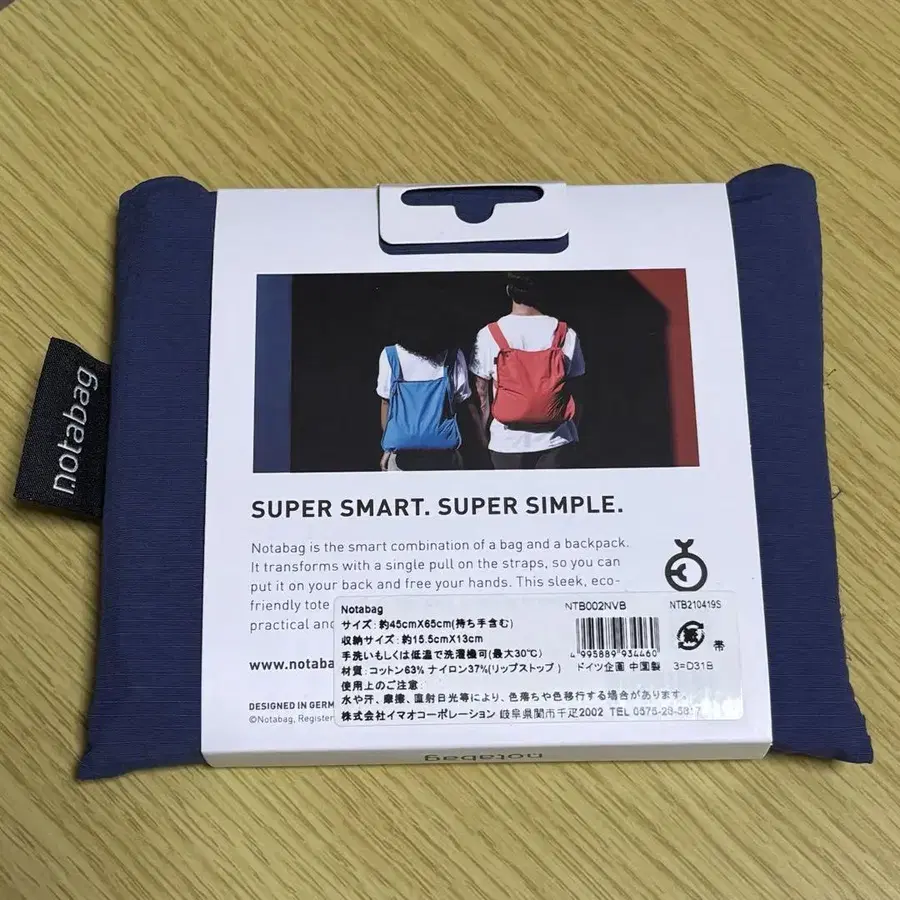 notabag
SUPER SMART. SUPER SIMPLE.
Notabag is the smart combination of a bag and a backpack.
It transforms with a single pull on the straps, so you can
put it on your back and free your hands. This sleek, eco-
friendly tote
practical and
www.notaba
DESIGNED IN GERM
©Notabag, Register
Notabag NTB002NVB NTB210419S
サイズ:約45cmX65cm(持ち手含む)
収納サイズ:約15.5cmX13cm
手洗いもしくは低温で洗濯機可(最大30℃)
材質:コットン63% ナイロン37%(リップストップ)
使用上のご注意
水や汗、摩擦、直射日光等により、色落ちや色移行する場合があります。
株式会社イマオコーポレーション 岐阜県関市千疋2002 TEL 0575-28-5817
4 995889 934460
ドイツ企画 中国製 3=D31B
紙 帯
notabag